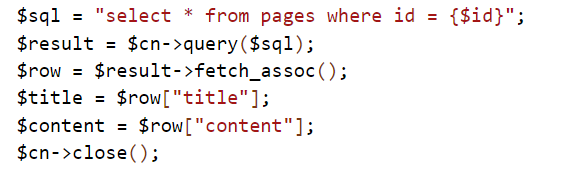 $sql = "select * from pages where id = {$id}";
$result = $cn->query($sql);
$row = $result->fetch_assoc();
$title = $row["title"];
$content = $row["content"];
$cn->close();